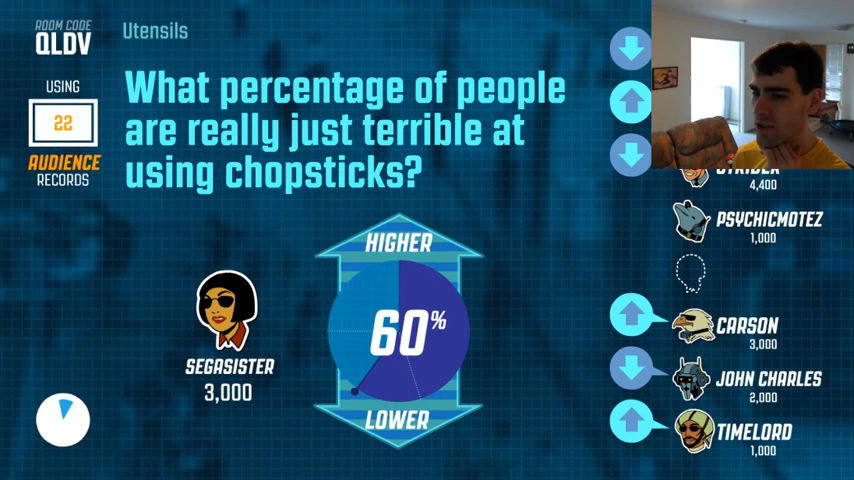 ROOM CODE
QLDV
USING
22
AUDIENCE
RECORDS
Utensils
What percentage of people
are really just terrible at
using chopsticks?
HIGHER
60%
LOWER
SEGASISTER
3,000
4,400
PSYCHICMOTEZ
1,000
CARSON
3,000
JOHN CHARLES
2,000
TIMELORD
1,000